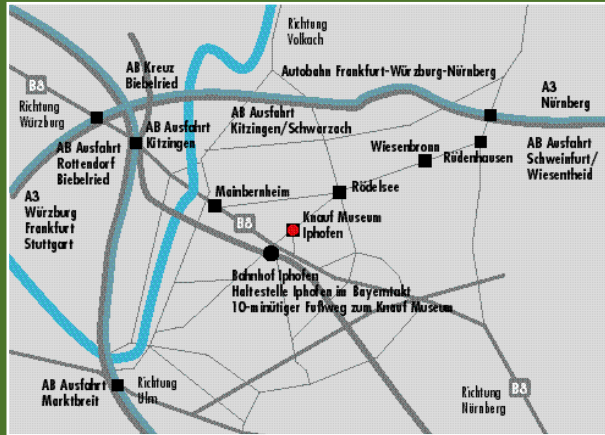 Richtung
Volkach
AB Kreuz
Biebelried
Autobahn Frankfurt-Würzburg-Nürnberg
A3
Nürnberg
B8
Richtung
Würzburg
AB Ausfahrt
Kitzingen/Schwarzach
AB Ausfahrt
Kitzingen
AB Ausfahrt
Rottendorf
Biebelried
Wiesenbronn
Rüdenhausen
AB Ausfahrt
Schweinfurt/
Wiesentheid
A3
Würzburg
Frankfurt
Stuttgart
Mainbernheim
Rödelsee
B8
Knauf Museum
Iphofen
Bahnhof Iphofen
Haltestelle Iphofen im Bayerntakt
10-minütiger Fußweg zum Knauf Museum
AB Ausfahrt
Marktbreit
Richtung
Ulm
Richtung
Nürnberg
B8